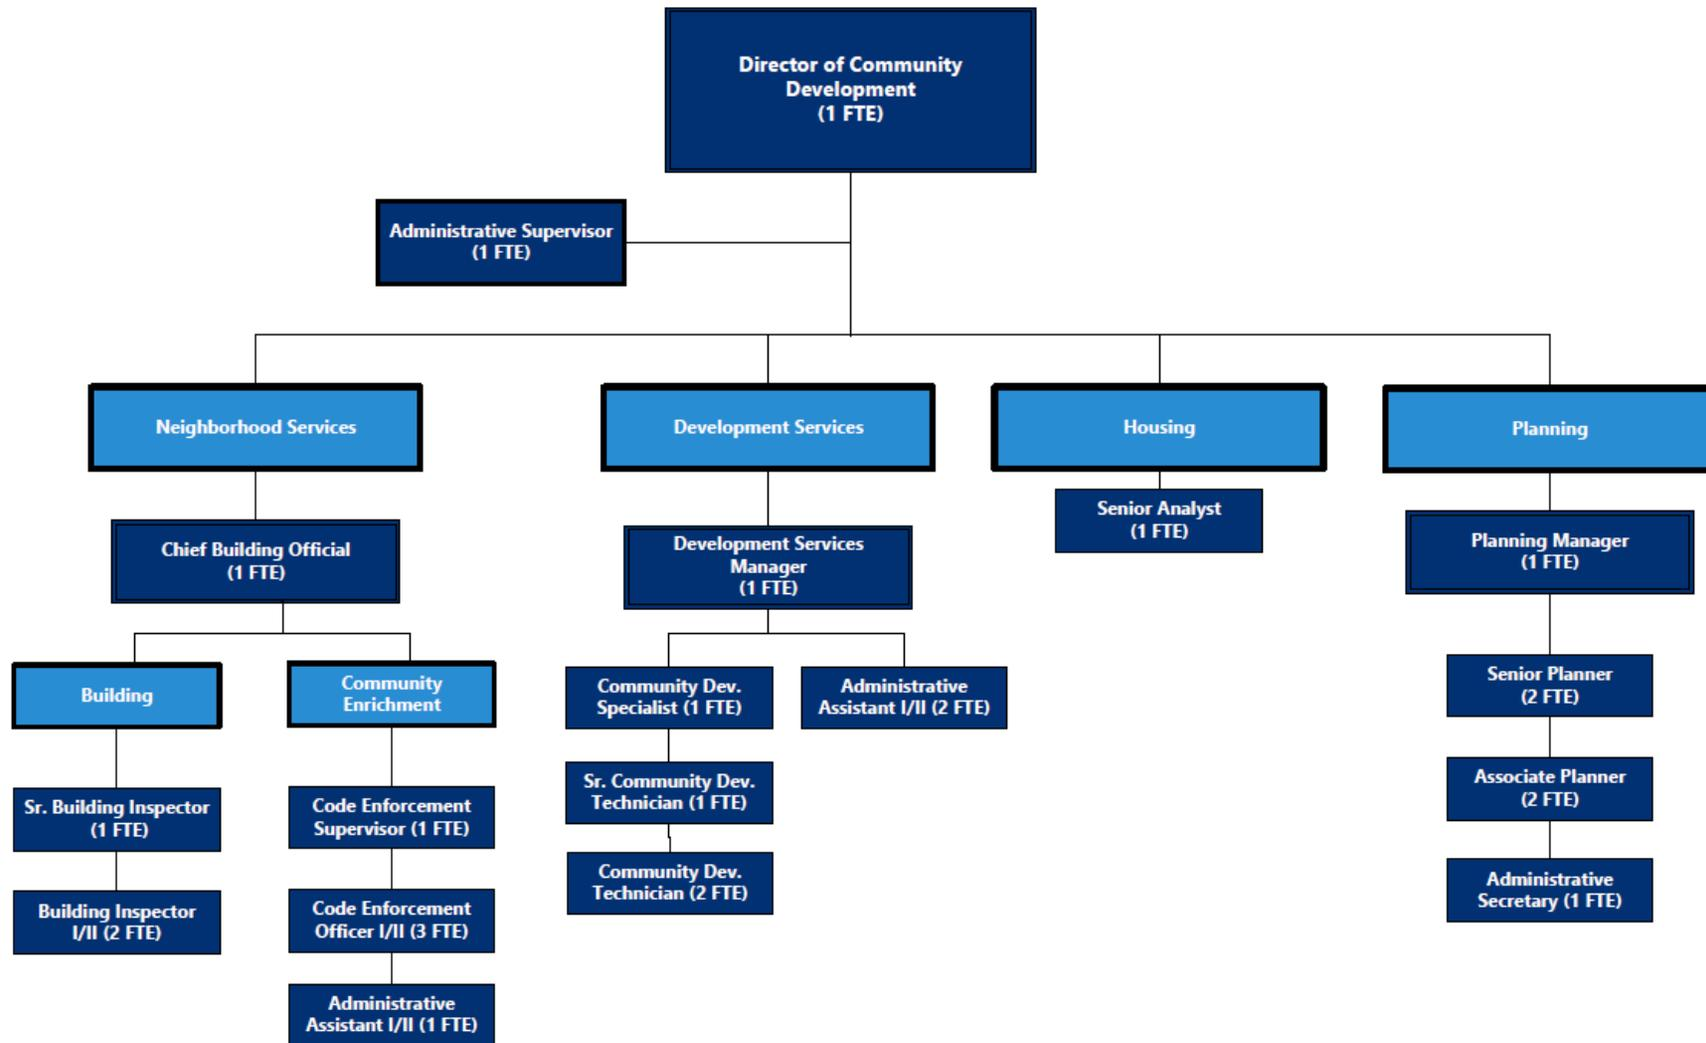 Director of Community
Development
(1 FTE)
Administrative Supervisor
(1 FTE)
Neighborhood Services
Development Services
Housing
Planning
Chief Building Official
(1 FTE)
Development Services
Manager
(1 FTE)
Senior Analyst
(1 FTE)
Planning Manager
(1 FTE)
Building
Community
Enrichment
Community Dev.
Specialist (1 FTE)
Administrative
Assistant I/II (2 FTE)
Senior Planner
(2 FTE)
Sr. Building Inspector
(1 FTE)
Code Enforcement
Supervisor (1 FTE)
Sr. Community Dev.
Technician (1 FTE)
Associate Planner
(2 FTE)
Building Inspector
I/II (2 FTE)
Code Enforcement
Officer I/II (3 FTE)
Community Dev.
Technician (2 FTE)
Administrative
Secretary (1 FTE)
Administrative
Assistant I/II (1 FTE)